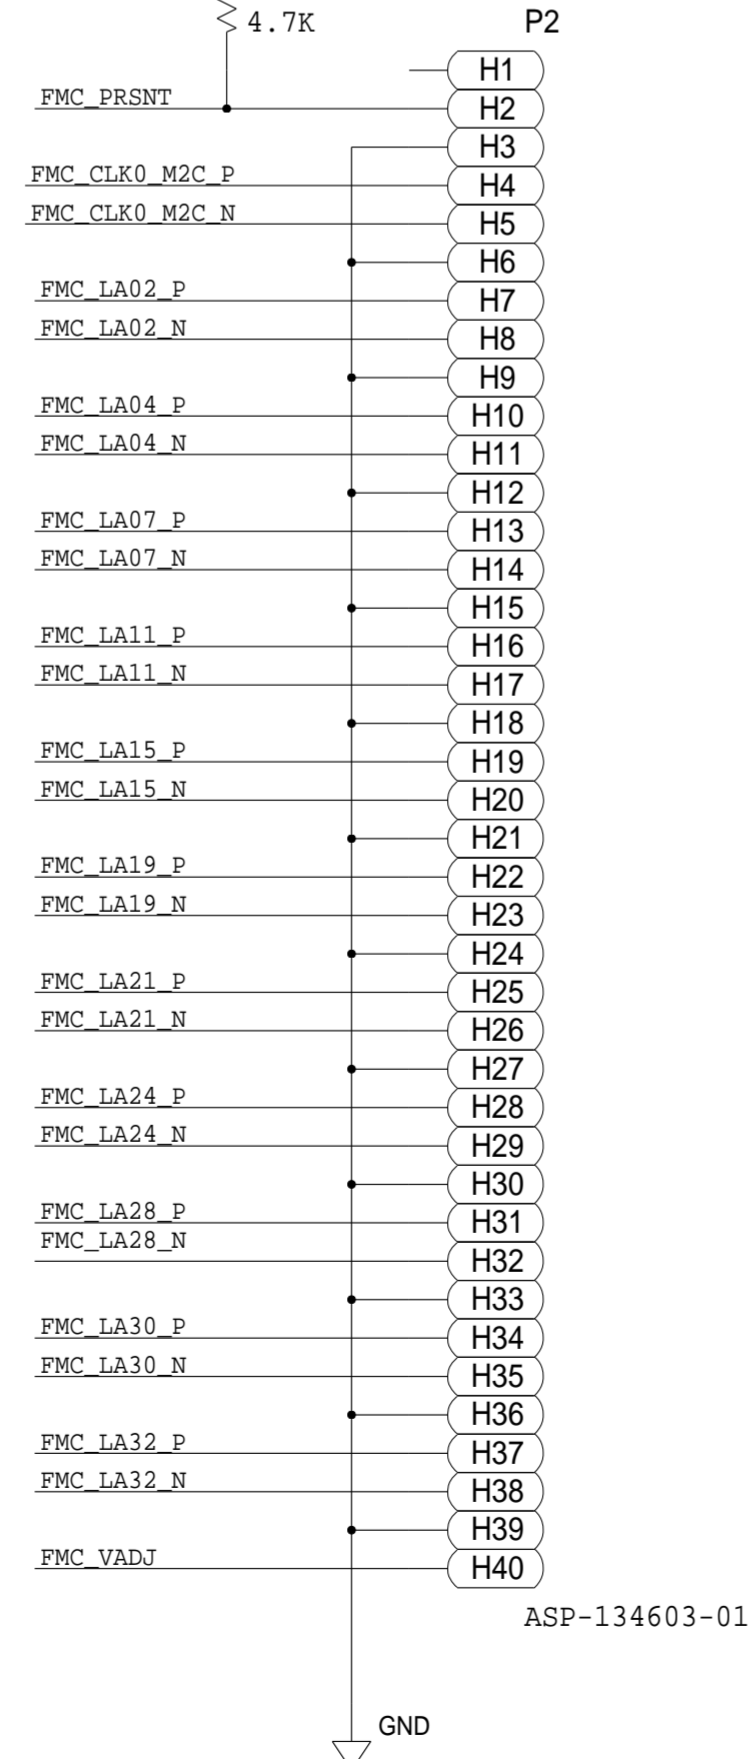 4.7K P2
H1
FMC_PRSNT H2
H3
FMC_CLK0_M2C_P H4
FMC_CLK0_M2C_N H5
H6
FMC_LA02_P H7
FMC_LA02_N H8
H9
FMC_LA04_P H10
FMC_LA04_N H11
H12
FMC_LA07_P H13
FMC_LA07_N H14
H15
FMC_LA11_P H16
FMC_LA11_N H17
H18
FMC_LA15_P H19
FMC_LA15_N H20
H21
FMC_LA19_P H22
FMC_LA19_N H23
H24
FMC_LA21_P H25
FMC_LA21_N H26
H27
FMC_LA24_P H28
FMC_LA24_N H29
H30
FMC_LA28_P H31
FMC_LA28_N H32
H33
FMC_LA30_P H34
FMC_LA30_N H35
H36
FMC_LA32_P H37
FMC_LA32_N H38
H39
FMC_VADJ H40
ASP-134603-01
GND